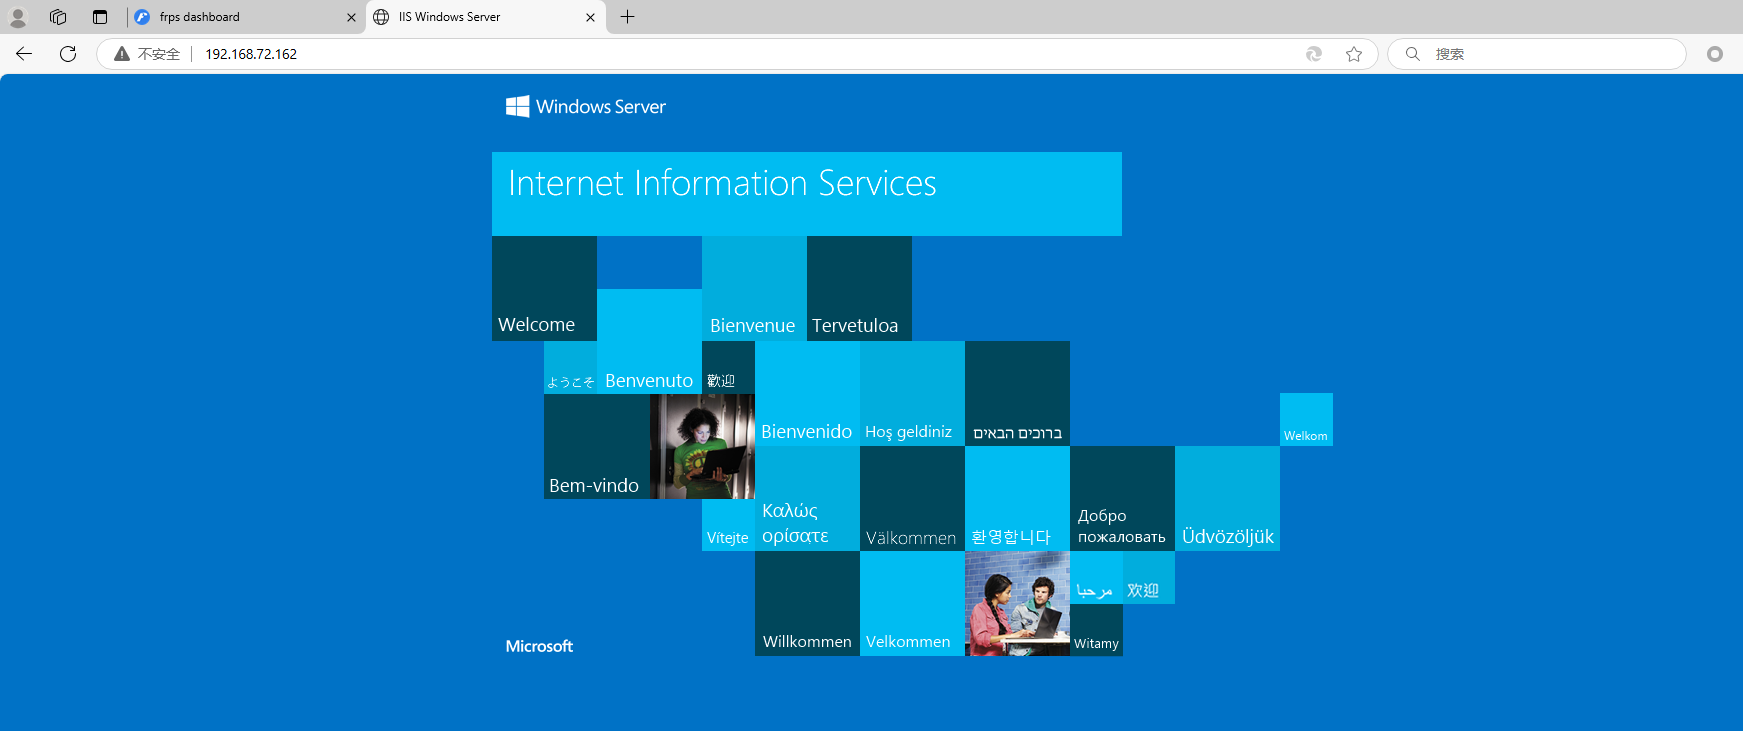 frps dashboard
IIS Windows Server
不安全
192.168.72.162
搜索
Windows Server
Internet Information Services
Welcome
Bienvenue
Tervetuloa
ようこそ
Benvenuto
歡迎
Bienvenido
Hoş geldiniz
ברוכים הבאים
Welkom
Bem-vindo
Vítejte
Καλώς
ορίσατε
Välkommen
환영합니다
Добро
пожаловать
Üdvözöljük
مرحبا
欢迎
Willkommen
Velkommen
Witamy
Microsoft